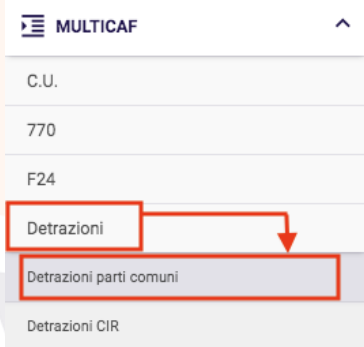 MULTICAF
C.U.
770
F24
Detrazioni
Detrazioni parti comuni
Detrazioni CIR